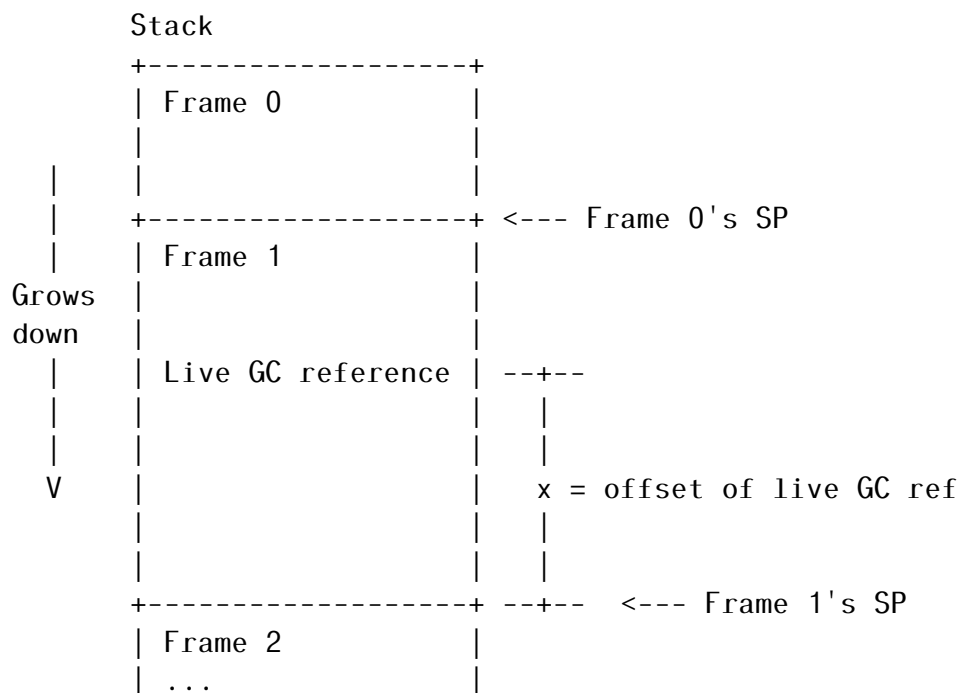 Stack
+-------------------+
| Frame 0           |
|                   |
|                   |
+-------------------+ <--- Frame 0's SP
| Frame 1           |
Grows |                   |
down |                   |
| Live GC reference | --+--
|                   |   |
|                   |   |
V |                   |   x = offset of live GC ref
|                   |   |
|                   |   |
+-------------------+ --+--  <--- Frame 1's SP
| Frame 2           |
| ...               |